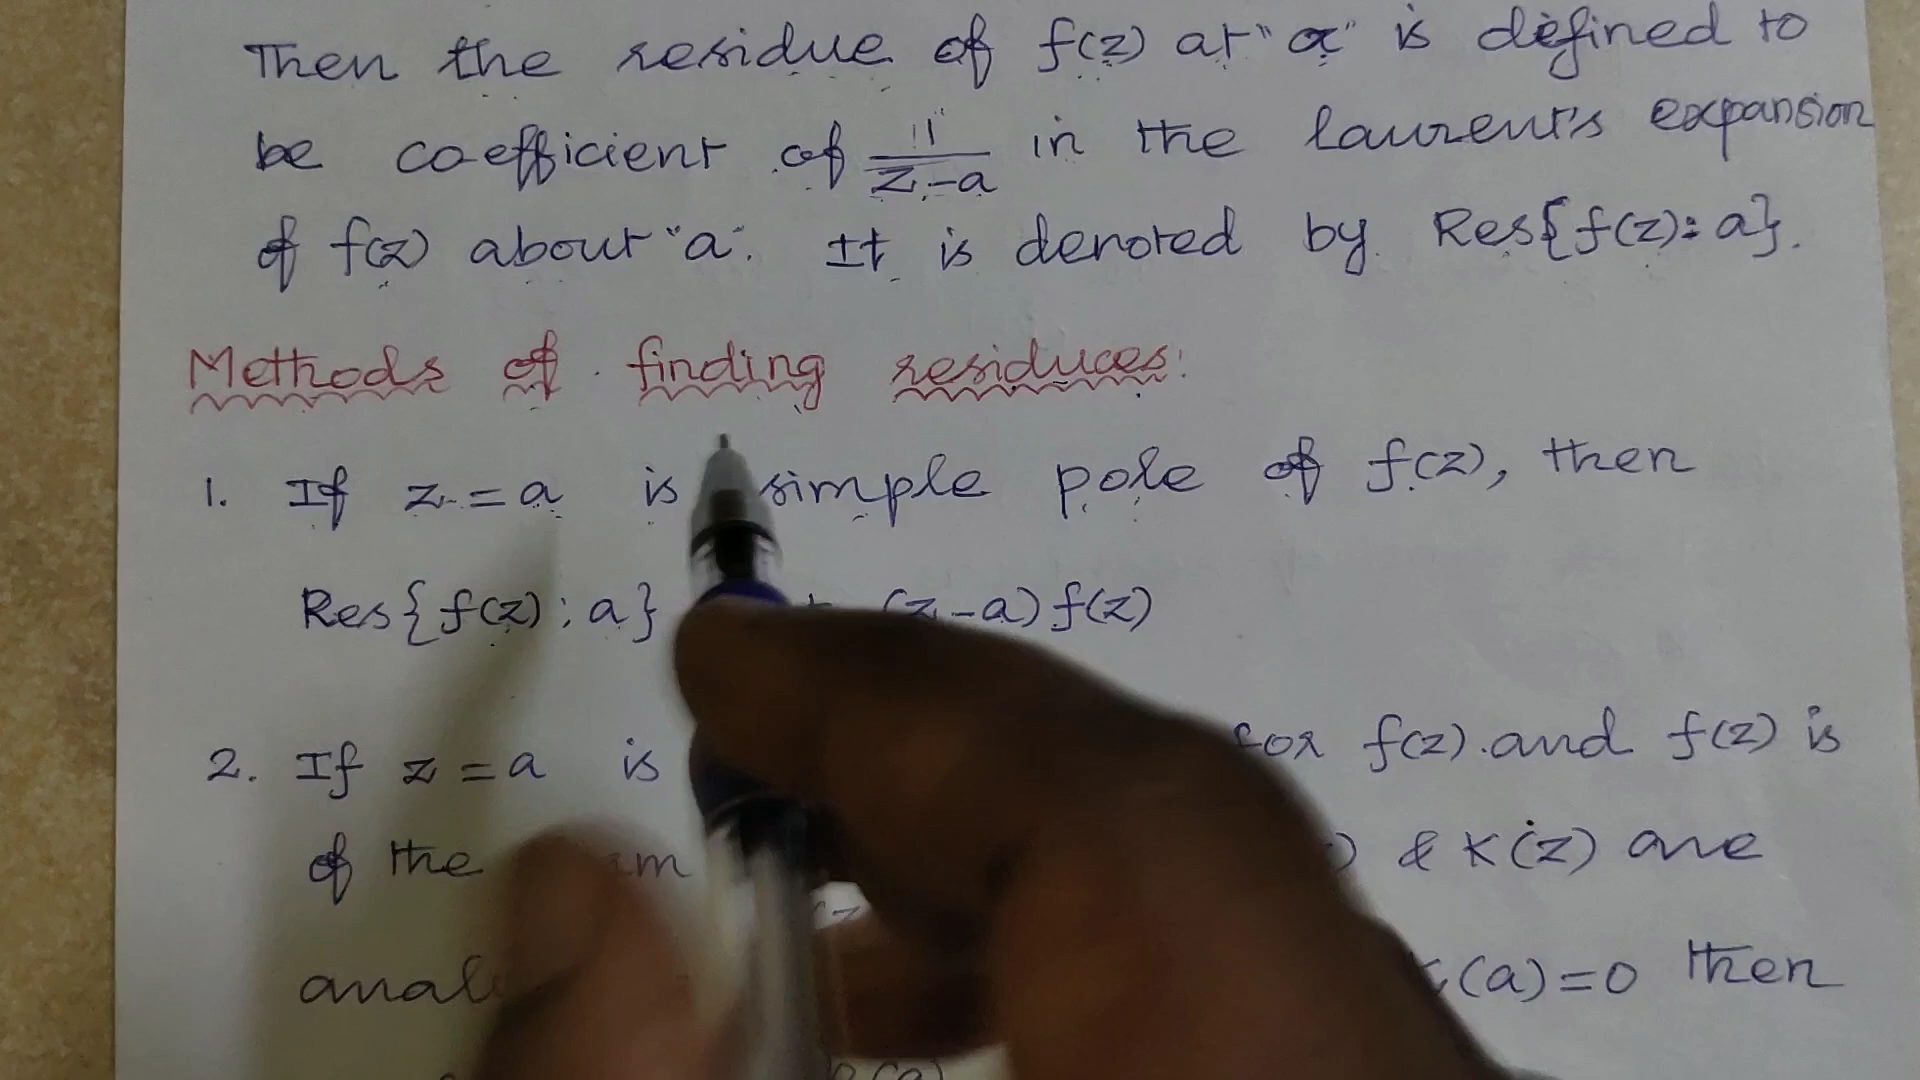 Then the residue of f(z) at "a" is defined to
be co-efficient of 1/(z-a) in the laurent's expansion
of f(z) about "a". It is denoted by Res{f(z): a}.
Methods of finding residues:
1. If z = a is simple pole of f(z), then
Res{f(z); a} (z-a) f(z)
2. If z = a is for f(z) and f(z) is
of the & K(z) are
(a)=0 then